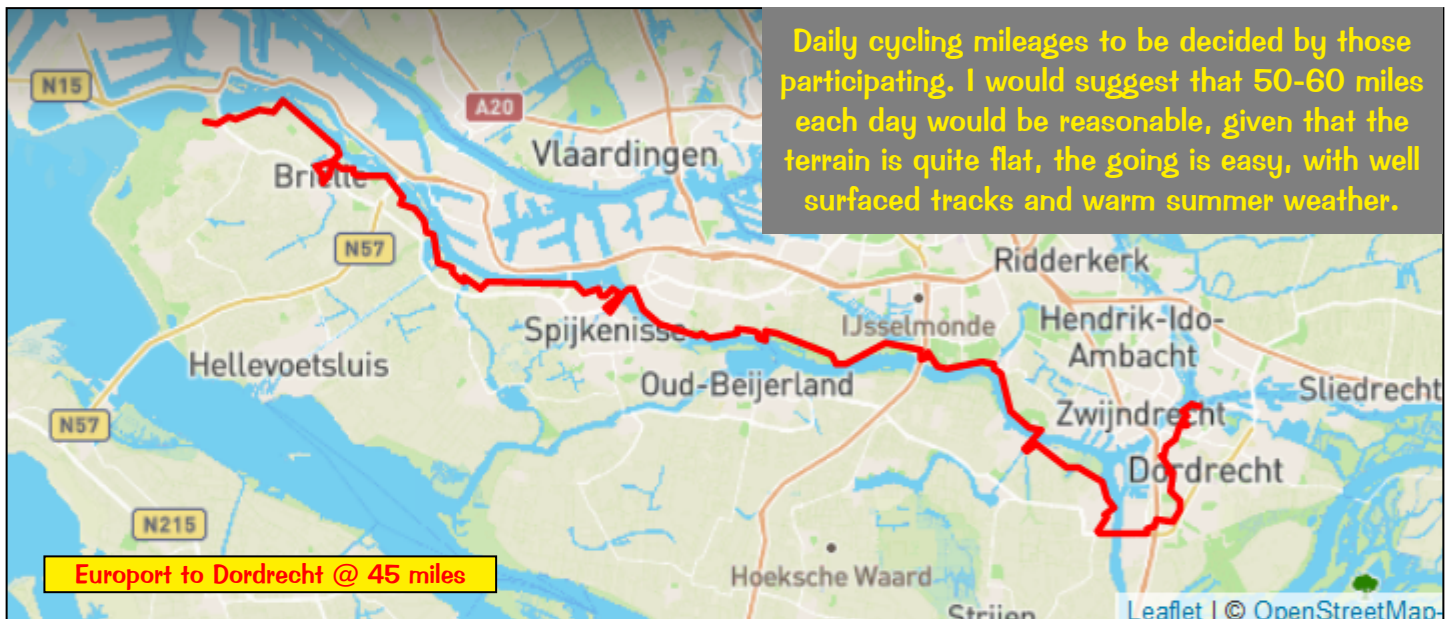 Daily cycling mileages to be decided by those
participating. I would suggest that 50-60 miles
each day would be reasonable, given that the
terrain is quite flat, the going is easy, with well
surfaced tracks and warm summer weather.
N15
A20
Vlaardingen
Brielle
N57
Ridderkerk
IJsselmonde
Hendrik-Ido-
Ambacht
Spijkenisse
Hellevoetsluis
Oud-Beijerland
Sliedrecht
Zwijndrecht
N57
Dordrecht
N215
Europort to Dordrecht @ 45 miles
Hoeksche Waard
Strijen
Leaflet | © OpenStreetMap-